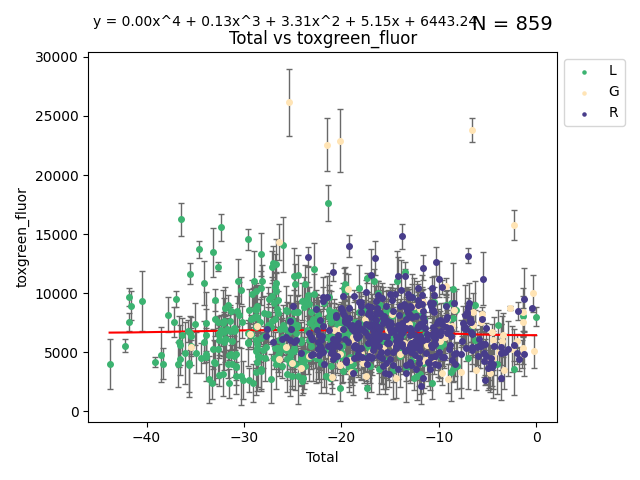 y = 0.00x^4 + 0.13x^3 + 3.31x^2 + 5.15x + 6443.24
N = 859
Total vs toxgreen_fluor
30000
25000
20000
15000
10000
5000
0
toxgreen_fluor
−40
−30
−20
−10
0
Total
L
G
R